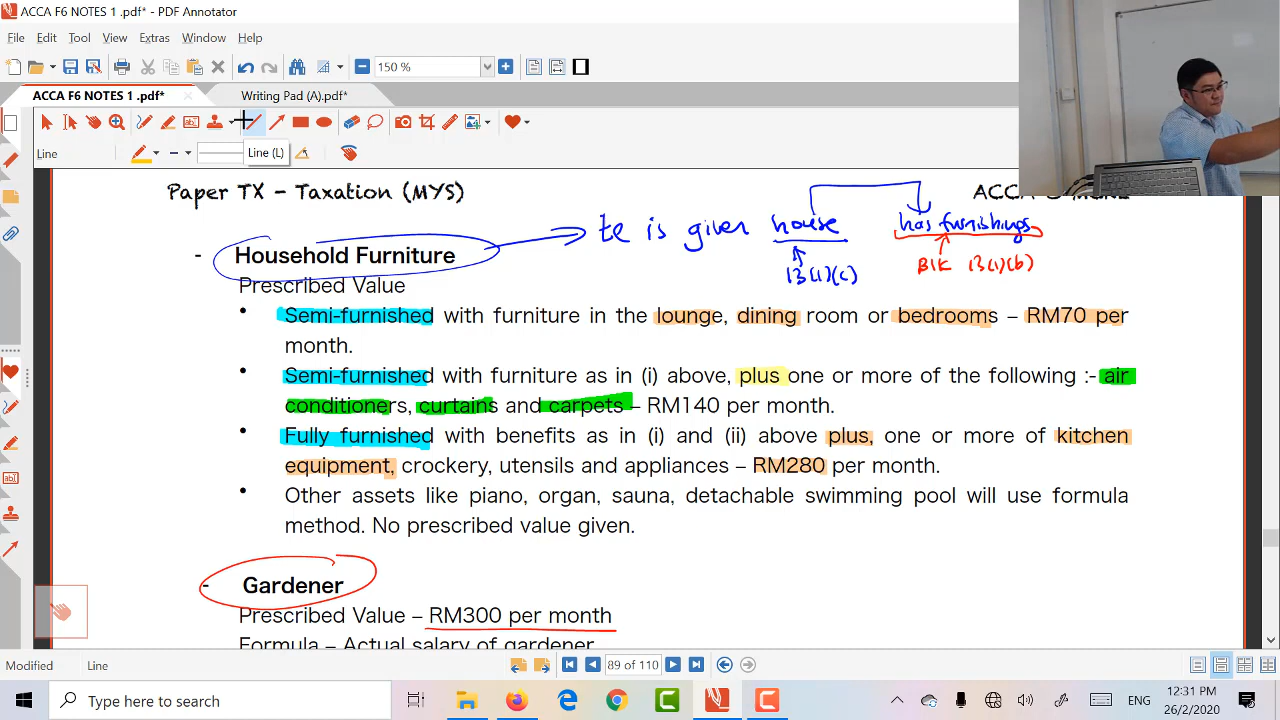 ACCA F6 NOTES 1 .pdf* - PDF Annotator
File Edit Tool View Extras Window Help
150 %
ACCA F6 NOTES 1 .pdf* Writing Pad (A).pdf*
Line
Line (L)
Paper TX - Taxation (MYS)
te is given house has furnishings
- Household Furniture
13(1)(c) BIK 13(1)(b)
Prescribed Value
• Semi-furnished with furniture in the lounge, dining room or bedrooms – RM70 per
month.
• Semi-furnished with furniture as in (i) above, plus one or more of the following :- air
conditioners, curtains and carpets – RM140 per month.
• Fully furnished with benefits as in (i) and (ii) above plus, one or more of kitchen
equipment, crockery, utensils and appliances – RM280 per month.
• Other assets like piano, organ, sauna, detachable swimming pool will use formula
method. No prescribed value given.
- Gardener
Prescribed Value – RM300 per month
Formula – Actual salary of gardener
Modified Line 89 of 110
Type here to search
ENG 12:31 PM
26/2/2020